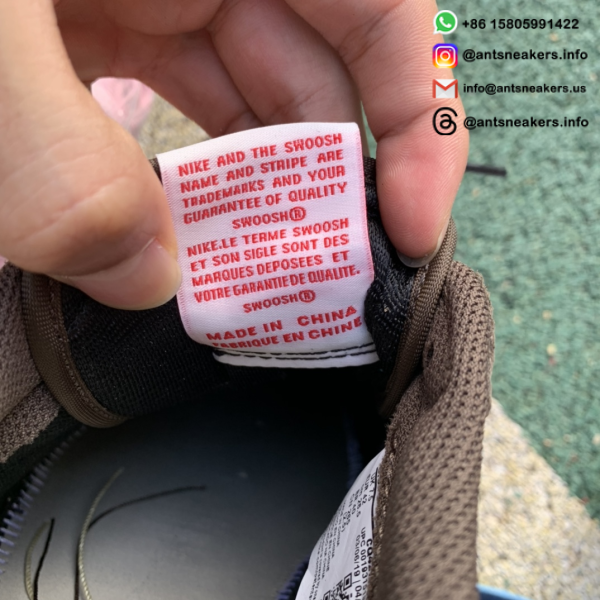 +86 15805991422
@antsneakers.info
info@antsneakers.us
@antsneakers.info
NIKE AND THE SWOOSH
NAME AND STRIPE ARE
TRADEMARKS AND YOUR
GUARANTEE OF QUALITY
SWOOSH®
NIKE.LE TERME SWOOSH
ET SON SIGLE SONT DES
MARQUES DEPOSEES ET
VOTRE GARANTIE DE QUALITE.
SWOOSH®
MADE IN CHINA
FABRIQUE EN CHINE